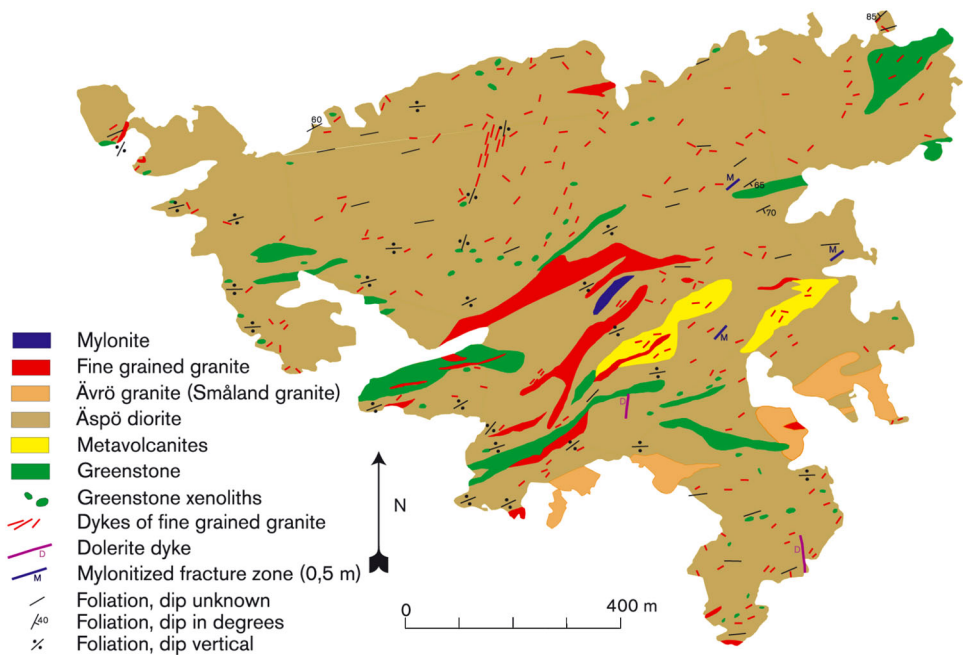 85
60
M
65
70
M
M
D
D
Mylonite
Fine grained granite
Ävrö granite (Småland granite)
Äspö diorite
Metavolcanites
Greenstone
Greenstone xenoliths
Dykes of fine grained granite
D
Dolerite dyke
M
Mylonitized fracture zone (0,5 m)
Foliation, dip unknown
40
Foliation, dip in degrees
Foliation, dip vertical
N
0
400 m